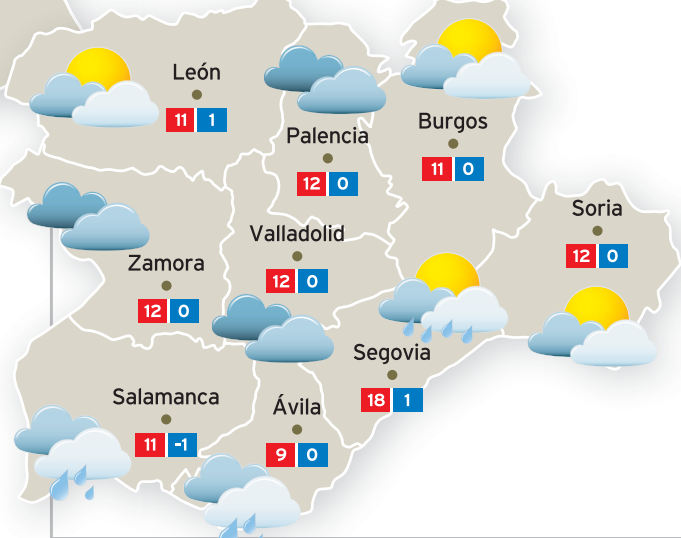 León
11 1
Palencia
12 0
Burgos
11 0
Soria
12 0
Zamora
12 0
Valladolid
12 0
Segovia
18 1
Salamanca
11 -1
Ávila
9 0